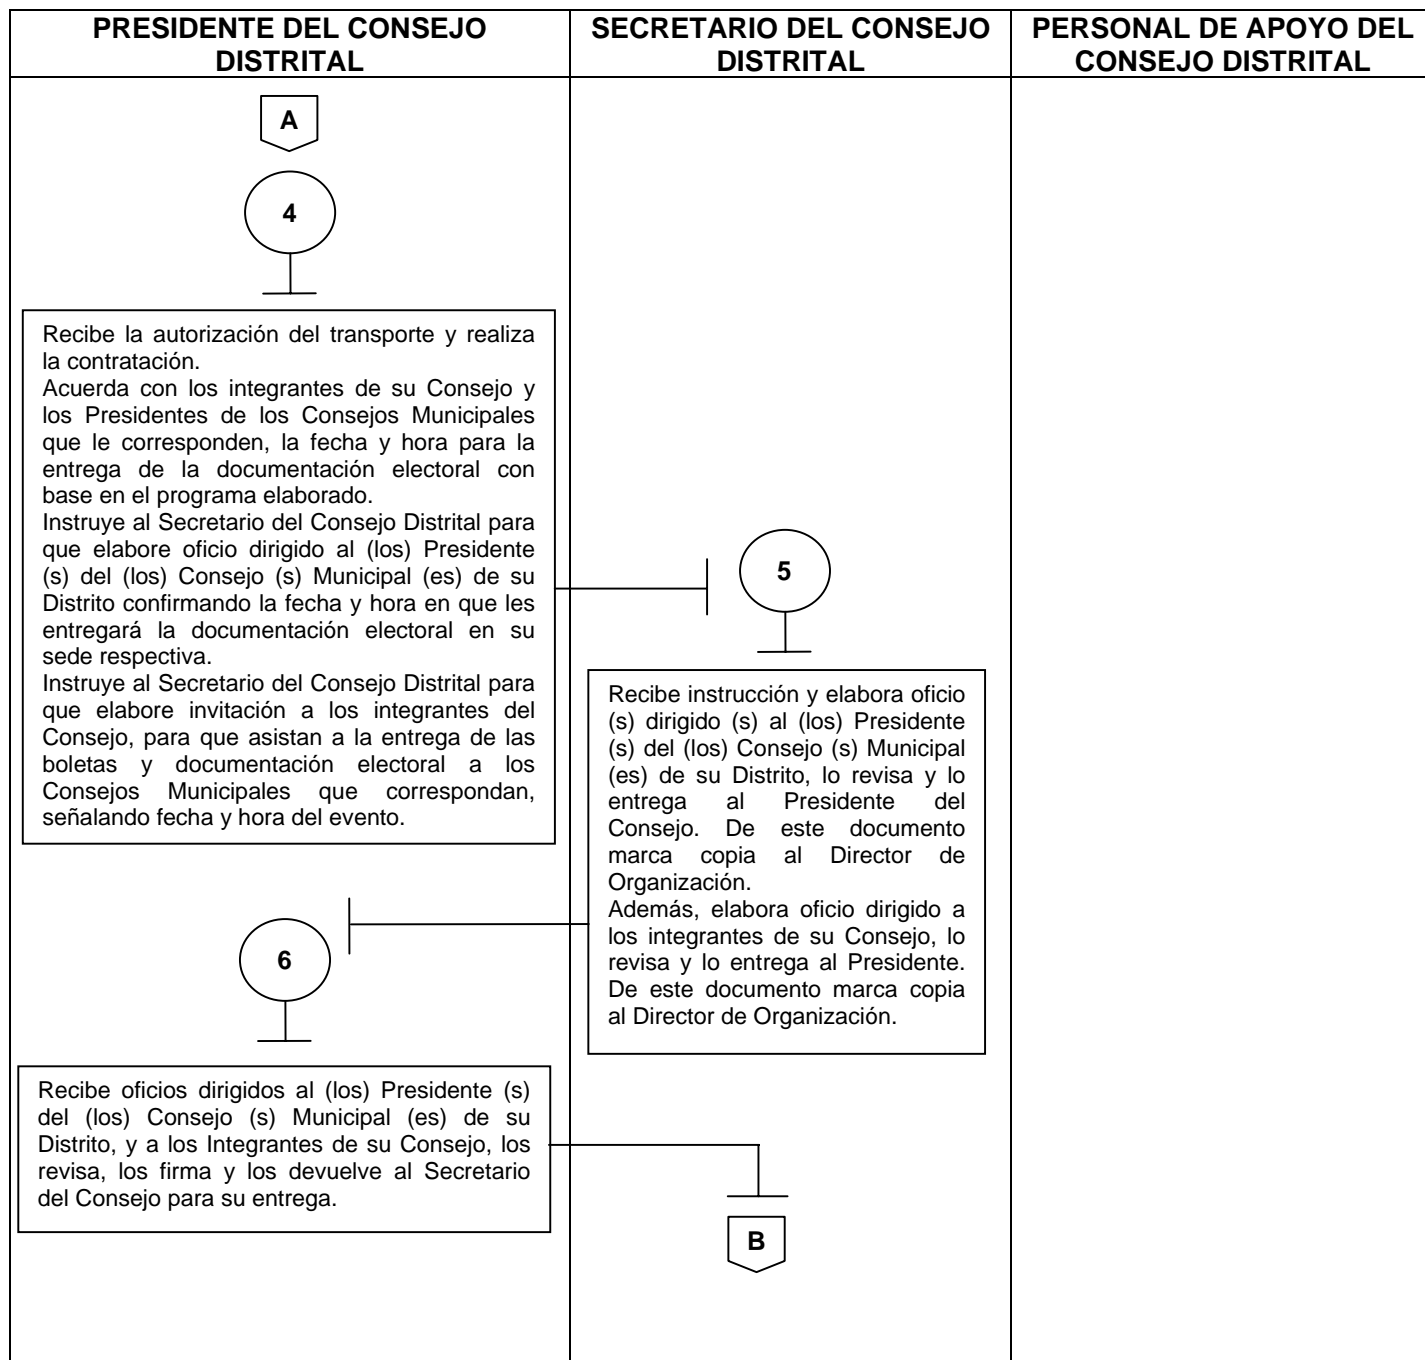 PRESIDENTE DEL CONSEJO
DISTRITAL
SECRETARIO DEL CONSEJO
DISTRITAL
PERSONAL DE APOYO DEL
CONSEJO DISTRITAL
A
4
Recibe la autorización del transporte y realiza
la contratación.
Acuerda con los integrantes de su Consejo y
los Presidentes de los Consejos Municipales
que le corresponden, la fecha y hora para la
entrega de la documentación electoral con
base en el programa elaborado.
Instruye al Secretario del Consejo Distrital para
que elabore oficio dirigido al (los) Presidente
(s) del (los) Consejo (s) Municipal (es) de su
Distrito confirmando la fecha y hora en que les
entregará la documentación electoral en su
sede respectiva.
Instruye al Secretario del Consejo Distrital para
que elabore invitación a los integrantes del
Consejo, para que asistan a la entrega de las
boletas y documentación electoral a los
Consejos Municipales que correspondan,
señalando fecha y hora del evento.
5
Recibe instrucción y elabora oficio
(s) dirigido (s) al (los) Presidente
(s) del (los) Consejo (s) Municipal
(es) de su Distrito, lo revisa y lo
entrega al Presidente del
Consejo. De este documento
marca copia al Director de
Organización.
Además, elabora oficio dirigido a
los integrantes de su Consejo, lo
revisa y lo entrega al Presidente.
De este documento marca copia
al Director de Organización.
6
Recibe oficios dirigidos al (los) Presidente (s)
del (los) Consejo (s) Municipal (es) de su
Distrito, y a los Integrantes de su Consejo, los
revisa, los firma y los devuelve al Secretario
del Consejo para su entrega.
B